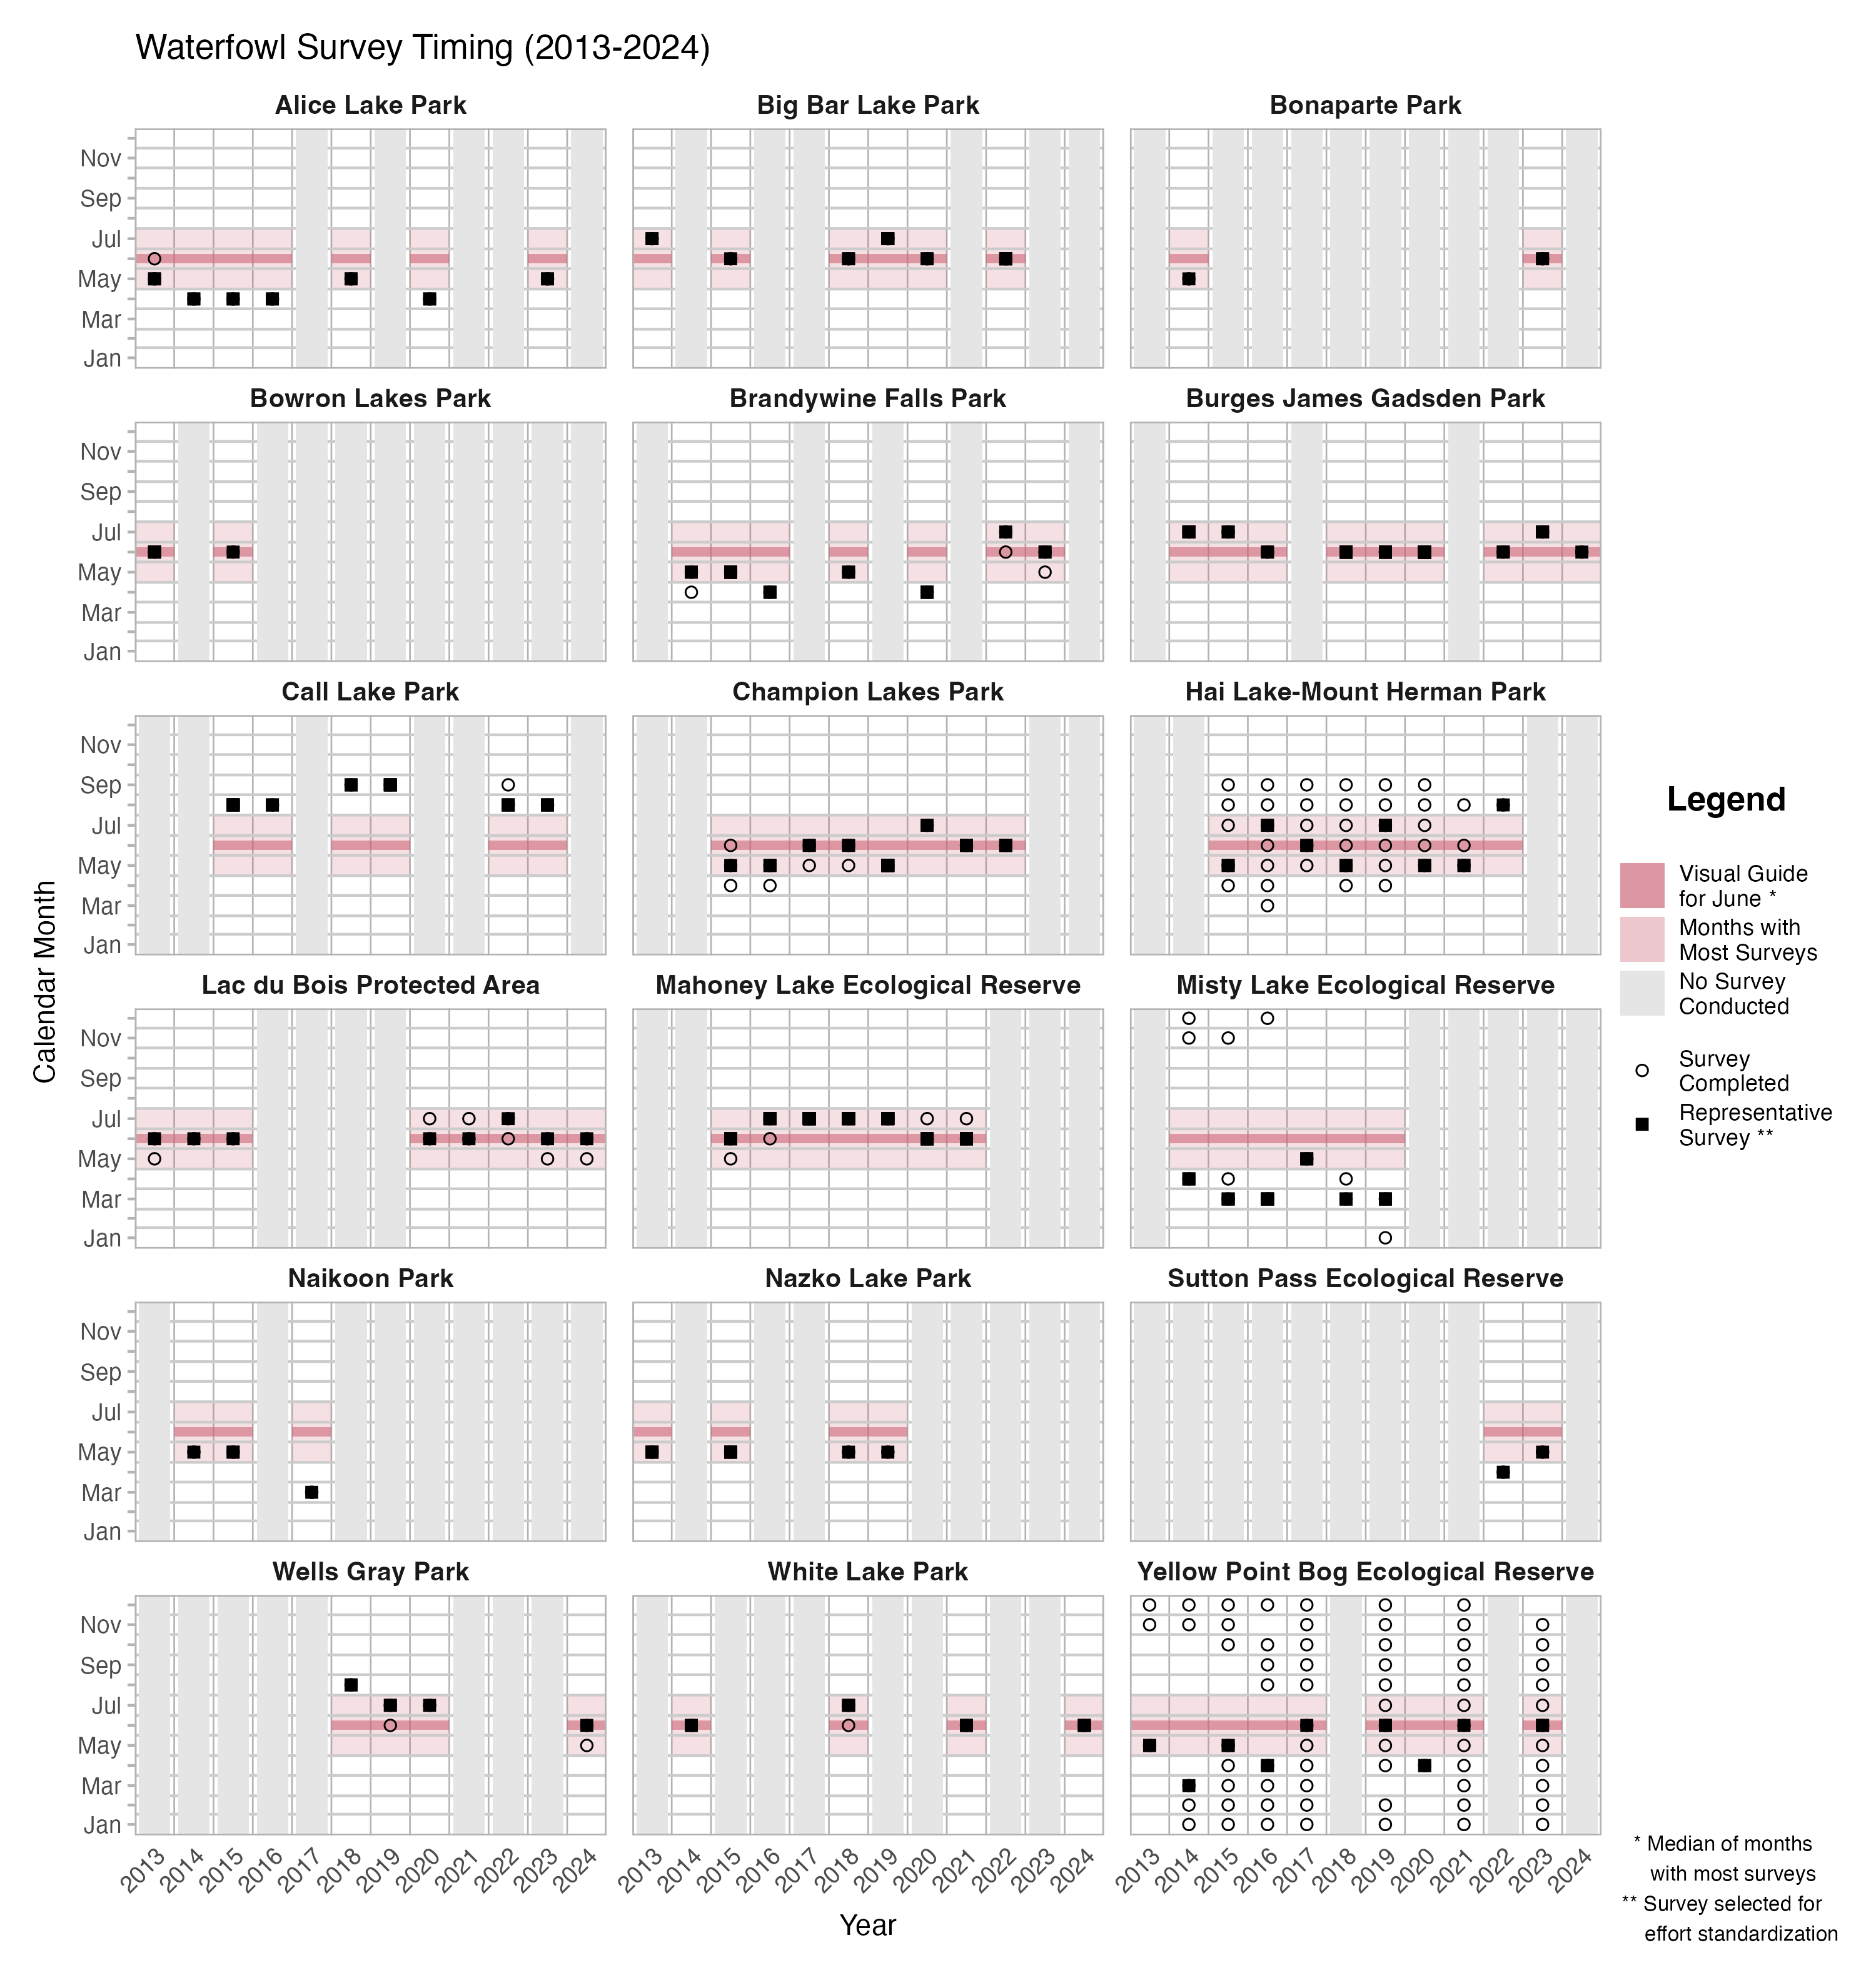 Waterfowl Survey Timing (2013-2024)
Alice Lake Park
Big Bar Lake Park
Bonaparte Park
Nov
Sep
Jul
May
Mar
Jan
Bowron Lakes Park
Brandywine Falls Park
Burges James Gadsden Park
Nov
Sep
Jul
May
Mar
Jan
Call Lake Park
Champion Lakes Park
Hai Lake-Mount Herman Park
Nov
Sep
Jul
May
Mar
Jan
Lac du Bois Protected Area
Mahoney Lake Ecological Reserve
Misty Lake Ecological Reserve
Nov
Sep
Jul
May
Mar
Jan
Naikoon Park
Nazko Lake Park
Sutton Pass Ecological Reserve
Nov
Sep
Jul
May
Mar
Jan
Wells Gray Park
White Lake Park
Yellow Point Bog Ecological Reserve
Nov
Sep
Jul
May
Mar
Jan
2013 2014 2015 2016 2017 2018 2019 2020 2021 2022 2023 2024
2013 2014 2015 2016 2017 2018 2019 2020 2021 2022 2023 2024
2013 2014 2015 2016 2017 2018 2019 2020 2021 2022 2023 2024
Calendar Month
Year
Legend
Visual Guide
for June *
Months with
Most Surveys
No Survey
Conducted
Survey
Completed
Representative
Survey **
* Median of months
with most surveys
** Survey selected for
effort standardization